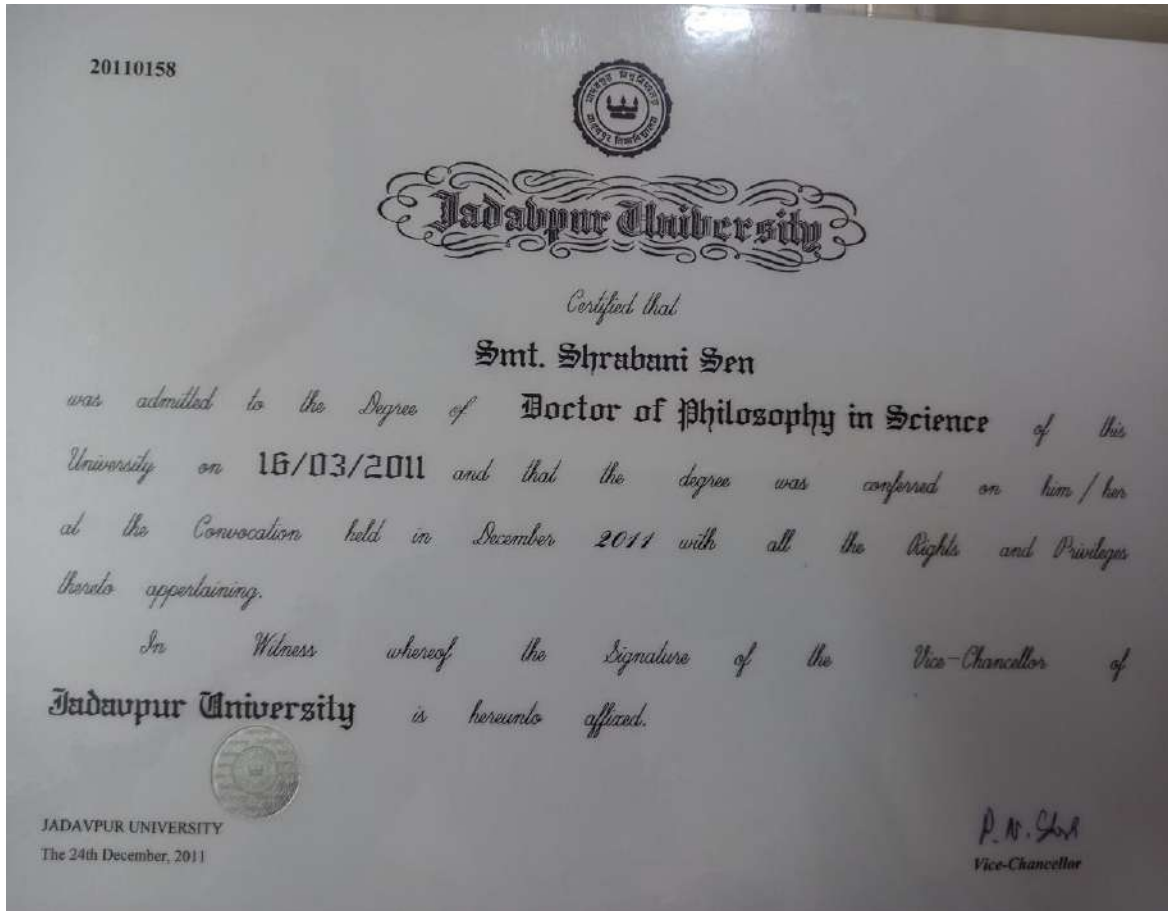 20110158
যাদবপুর বিশ্ববিদ্যালয়
Jadavpur University
Certified that
Smt. Shrabani Sen
was admitted to the Degree of Doctor of Philosophy in Science of this
University on 16/03/2011 and that the degree was conferred on him / her
at the Convocation held in December 2011 with all the Rights and Privileges
thereto appertaining.
In Witness whereof the Signature of the Vice-Chancellor of
Jadavpur University is hereunto affixed.
JADAVPUR UNIVERSITY
The 24th December, 2011
Vice-Chancellor